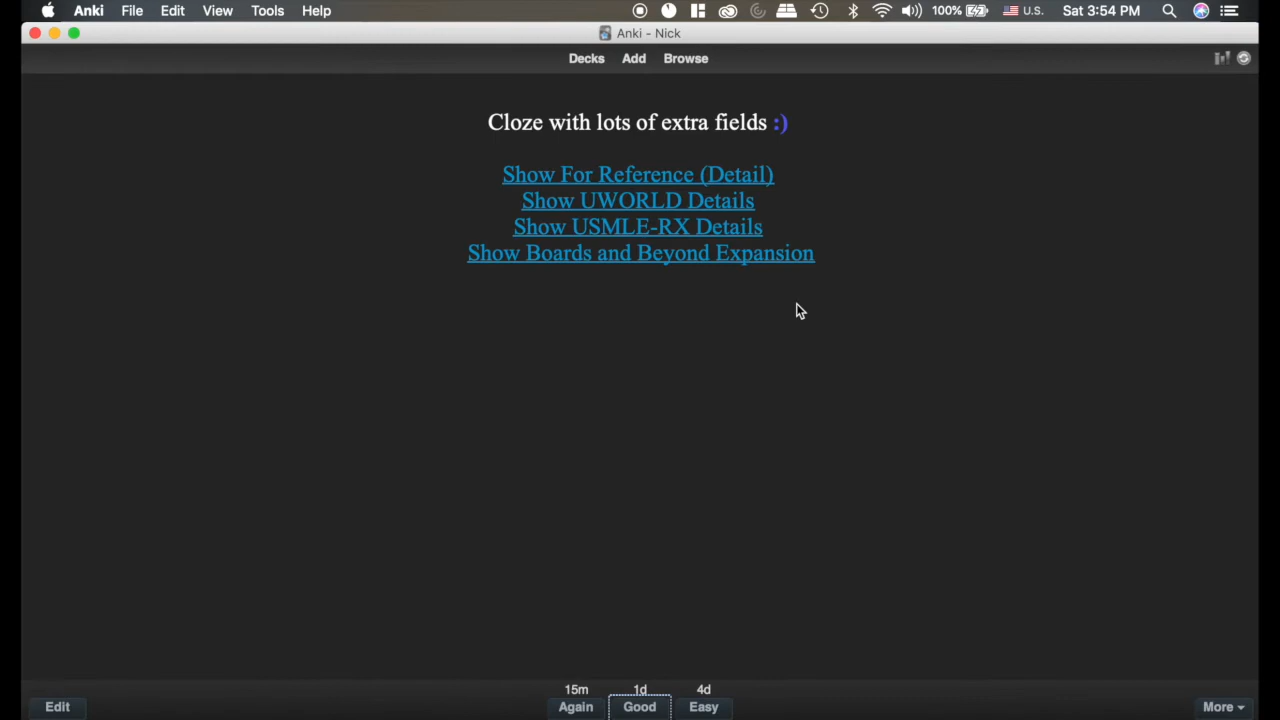 Anki File Edit View Tools Help 100% U.S. Sat 3:54 PM
Anki - Nick
Decks Add Browse
Cloze with lots of extra fields :)
Show For Reference (Detail)
Show UWORLD Details
Show USMLE-RX Details
Show Boards and Beyond Expansion
15m 1d 4d
Edit Again Good Easy More